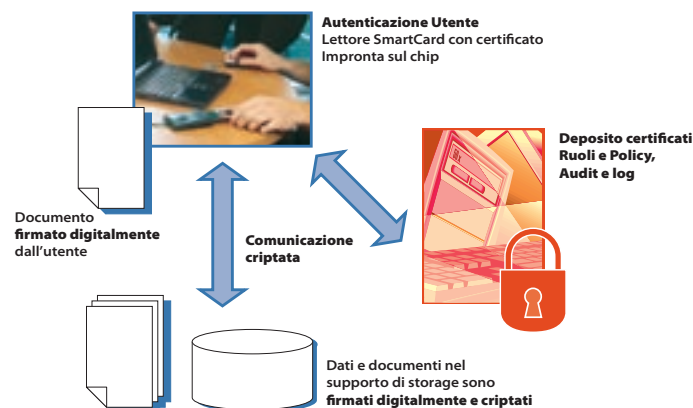 Autenticazione Utente
Lettore SmartCard con certificato
Impronta sul chip
Deposito certificati
Ruoli e Policy,
Audit e log
Documento
firmato digitalmente
dall’utente
Comunicazione
criptata
Dati e documenti nel
supporto di storage sono
firmati digitalmente e criptati